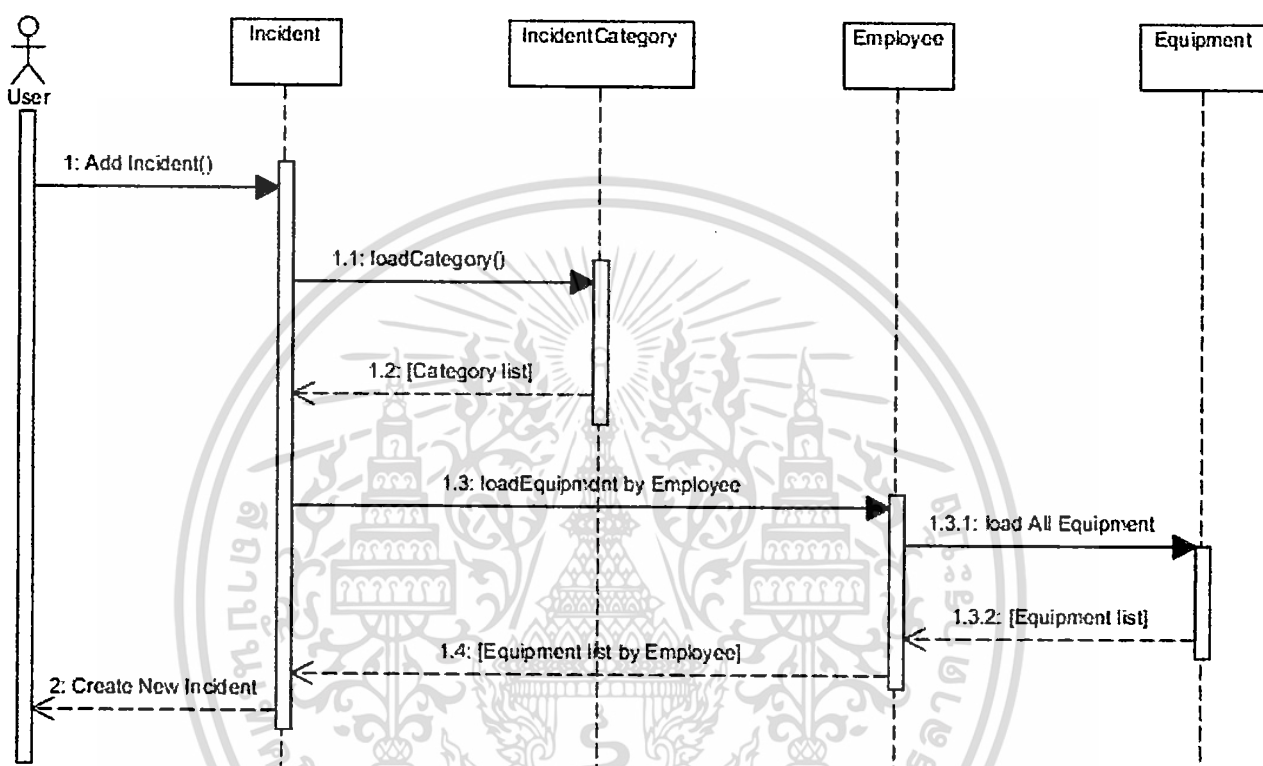 Incident
IncidentCategory
Employee
Equipment
User
1: Add Incident()
1.1: loadCategory()
1.2: [Category list]
1.3: loadEquipment by Employee
1.3.1: load All Equipment
1.3.2: [Equipment list]
1.4: [Equipment list by Employee]
2: Create New Incident